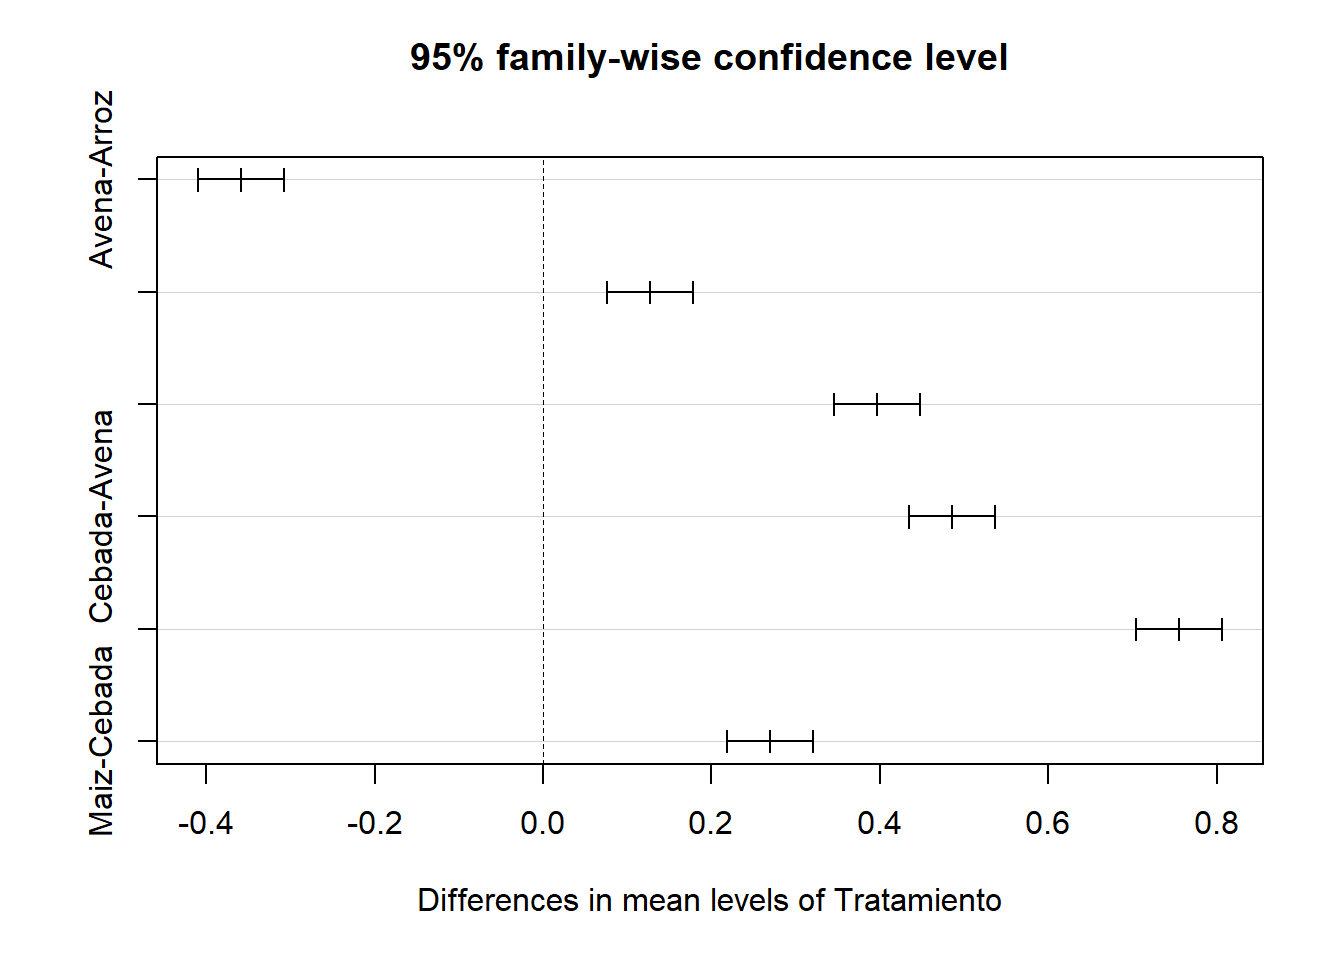 95% family-wise confidence level
Avena-Arroz
Cebada-Avena
Maiz-Cebada
-0.4 -0.2 0.0 0.2 0.4 0.6 0.8
Differences in mean levels of Tratamiento